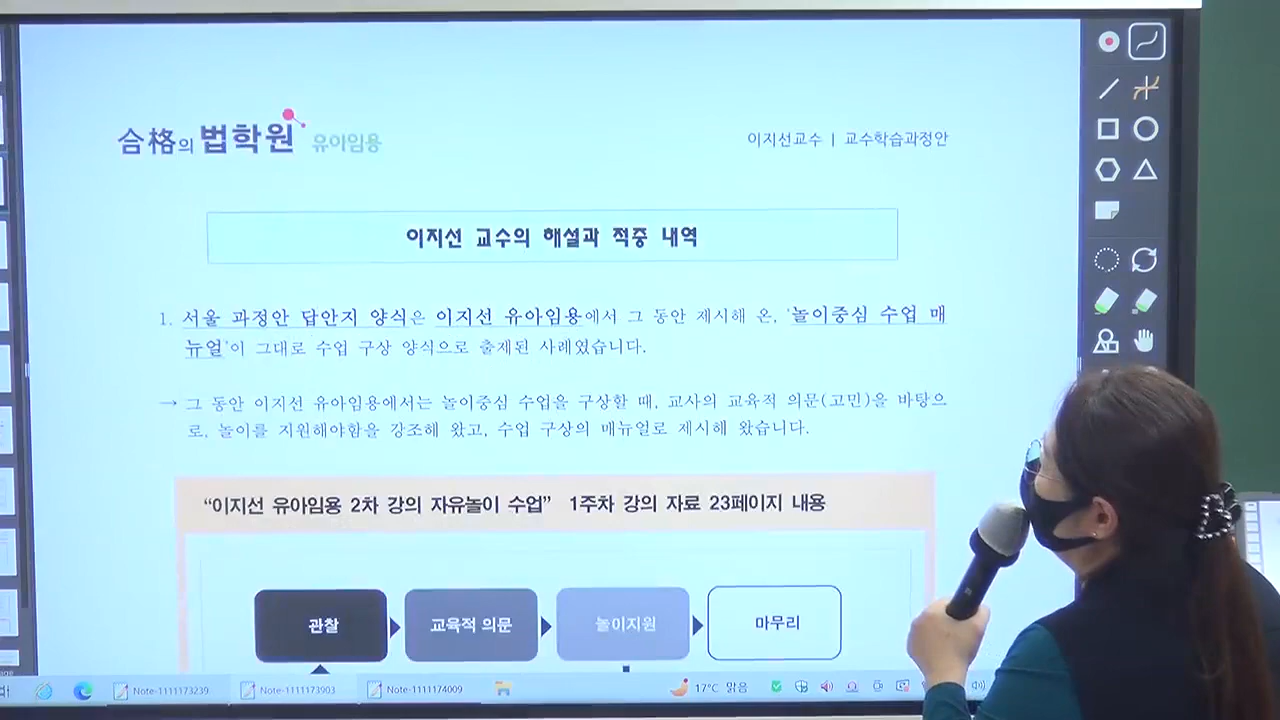 合格의 법학원 유아임용
이지선교수 | 교수학습과정안
이지선 교수의 해설과 적중 내역
1. 서울 과정안 답안지 양식은 이지선 유아임용에서 그 동안 제시해 온, '놀이중심 수업 매
뉴얼'이 그대로 수업 구상 양식으로 출제된 사례였습니다.
→ 그 동안 이지선 유아임용에서는 놀이중심 수업을 구상할 때, 교사의 교육적 의문(고민)을 바탕으
로, 놀이를 지원해야함을 강조해 왔고, 수업 구상의 메뉴얼로 제시해 왔습니다.
“이지선 유아임용 2차 강의 자유놀이 수업” 1주차 강의 자료 23페이지 내용
관찰 교육적 의문 놀이지원 마무리
Note-1111173239 Note-1111173903 Note-1111174009 17°C 맑음